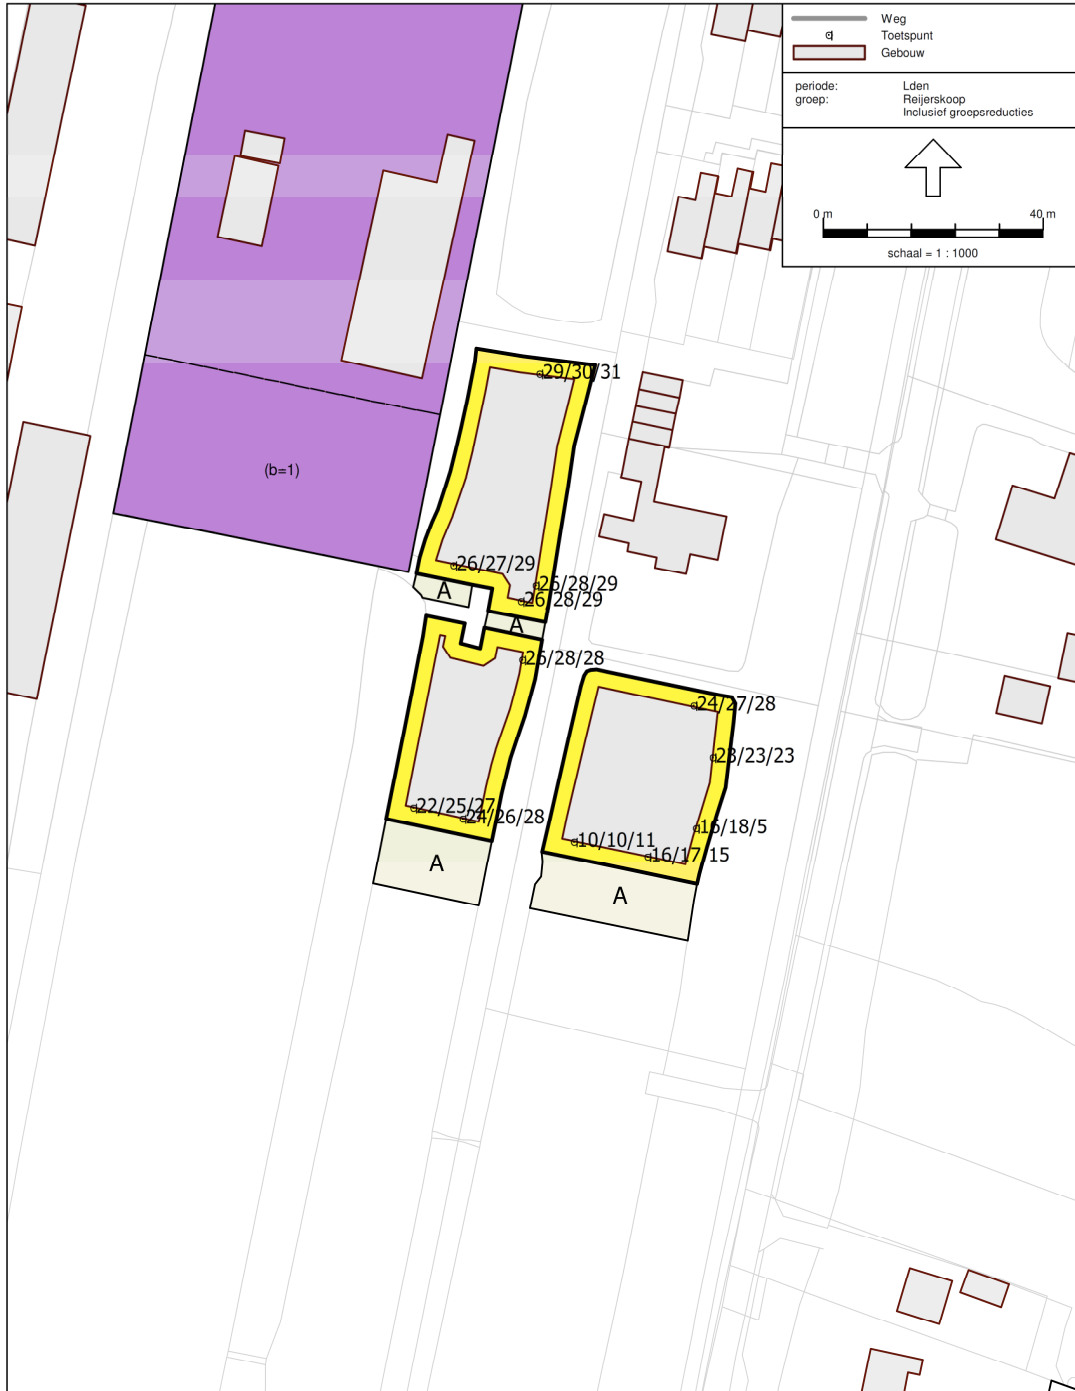 Weg
Toetspunt
Gebouw
periode: Lden
groep: Reijerskoop
Inclusief groepsreducties
0 m 40 m
schaal = 1 : 1000
29/30/31
(b=1)
26/27/29
25/28/29
26/28/29
A
A
25/28/28
24/27/28
23/23/23
22/25/27
24/26/28
16/18/5
10/10/11
16/17/15
A
A